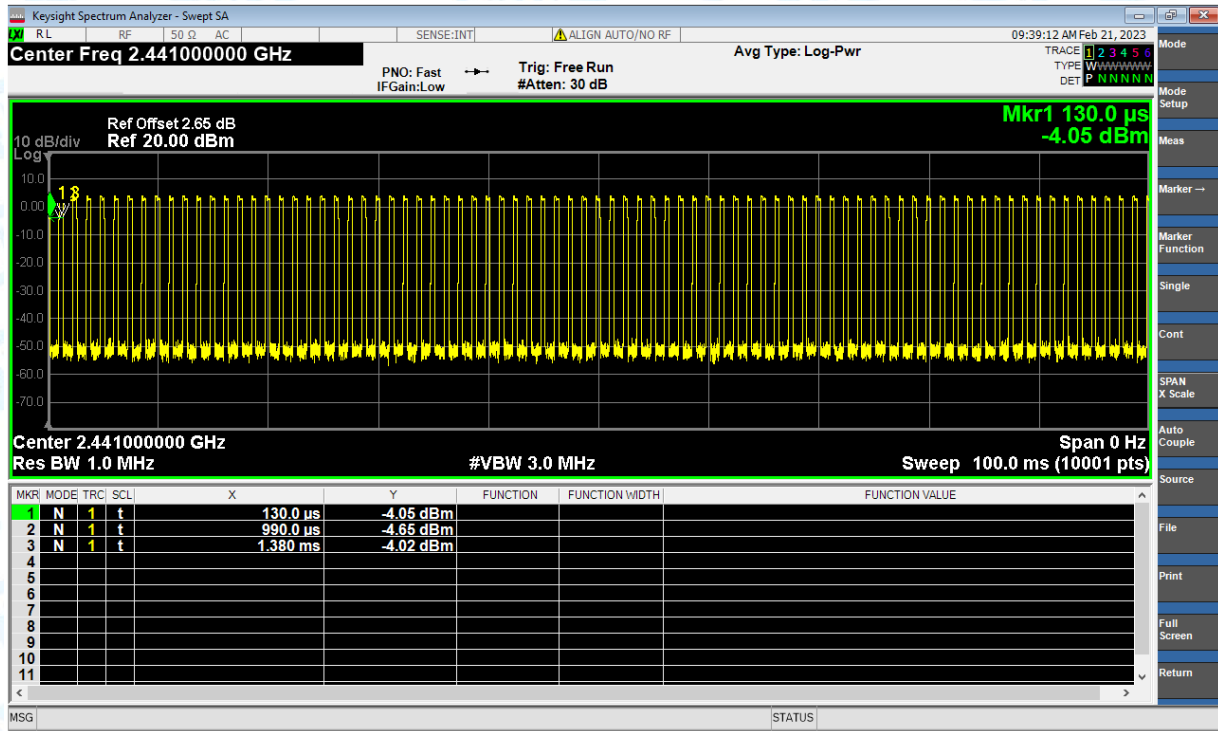 Keysight Spectrum Analyzer - Swept SA
LXI RL RF 50 Ω AC SENSE:INT ALIGN AUTO/NO RF 09:39:12 AM Feb 21, 2023
Center Freq 2.441000000 GHz
Avg Type: Log-Pwr
TRACE 1 2 3 4 5 6
PNO: Fast Trig: Free Run
TYPE WWWWWW
IFGain:Low #Atten: 30 dB
DET P N N N N N
Ref Offset 2.65 dB
Mkr1 130.0 µs
10 dB/div Ref 20.00 dBm
-4.05 dBm
Log
10.0
1 3
0.00
-10.0
-20.0
-30.0
-40.0
-50.0
-60.0
-70.0
Center 2.441000000 GHz Span 0 Hz
Res BW 1.0 MHz #VBW 3.0 MHz Sweep 100.0 ms (10001 pts)
MKR MODE TRC SCL X Y FUNCTION FUNCTION WIDTH FUNCTION VALUE
1 N 1 t 130.0 µs -4.05 dBm
2 N 1 t 990.0 µs -4.65 dBm
3 N 1 t 1.380 ms -4.02 dBm
4
5
6
7
8
9
10
11
MSG STATUS
Mode
Mode
Setup
Meas
Marker →
Marker
Function
Single
Cont
SPAN
X Scale
Auto
Couple
Source
File
Print
Full
Screen
Return